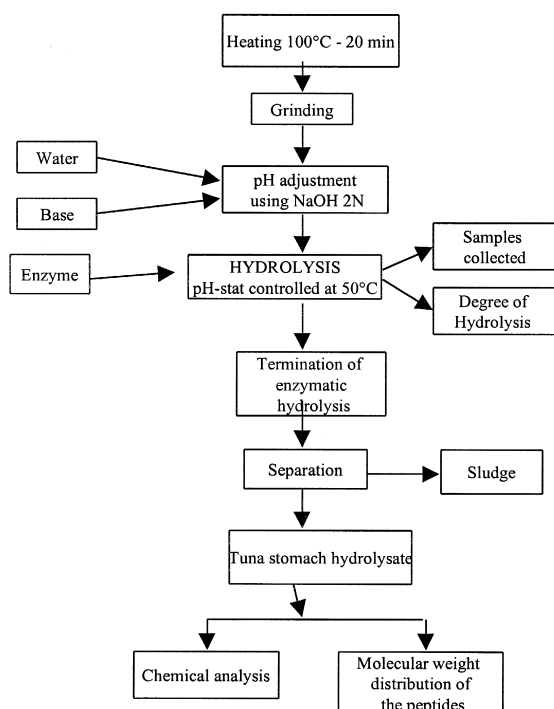 Heating 100°C - 20 min
Grinding
Water
pH adjustment
using NaOH 2N
Base
Samples
collected
Enzyme
HYDROLYSIS
pH-stat controlled at 50°C
Degree of
Hydrolysis
Termination of
enzymatic
hydrolysis
Separation
Sludge
Tuna stomach hydrolysate
Chemical analysis
Molecular weight
distribution of
the peptides